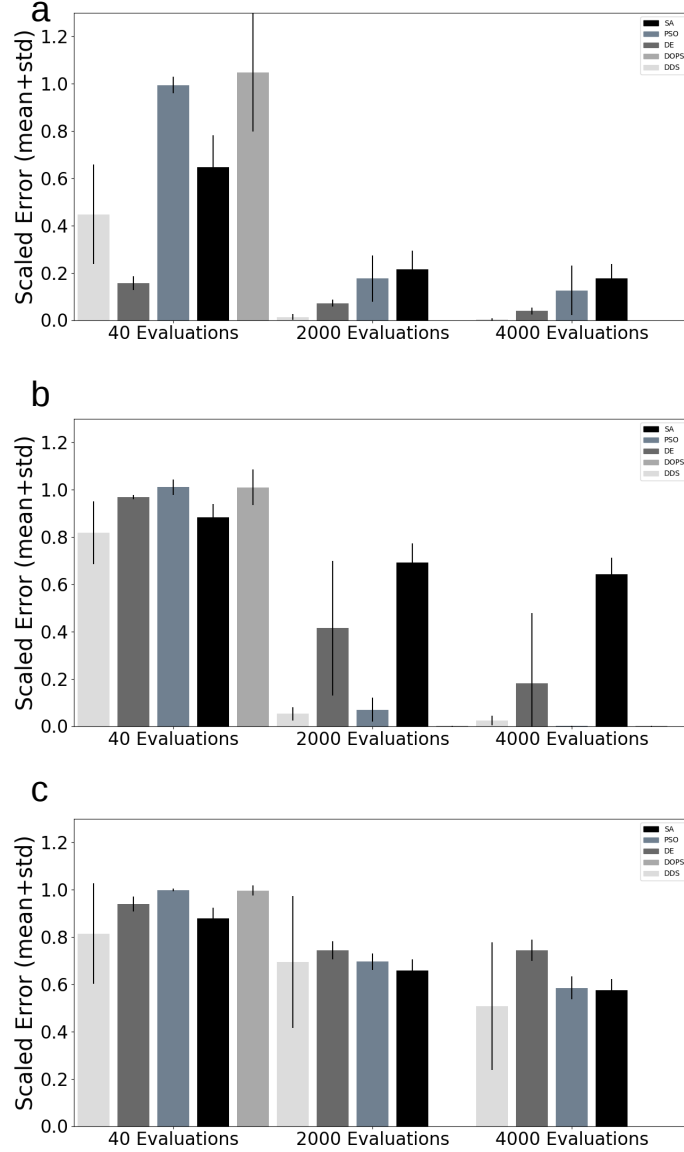 a
Scaled Error (mean+std)
1.2
1.0
0.8
0.6
0.4
0.2
0.0
SA
PSO
DE
DOPS
DDS
40 Evaluations
2000 Evaluations
4000 Evaluations
b
Scaled Error (mean+std)
1.2
1.0
0.8
0.6
0.4
0.2
0.0
SA
PSO
DE
DOPS
DDS
40 Evaluations
2000 Evaluations
4000 Evaluations
c
Scaled Error (mean+std)
1.2
1.0
0.8
0.6
0.4
0.2
0.0
SA
PSO
DE
DOPS
DDS
40 Evaluations
2000 Evaluations
4000 Evaluations